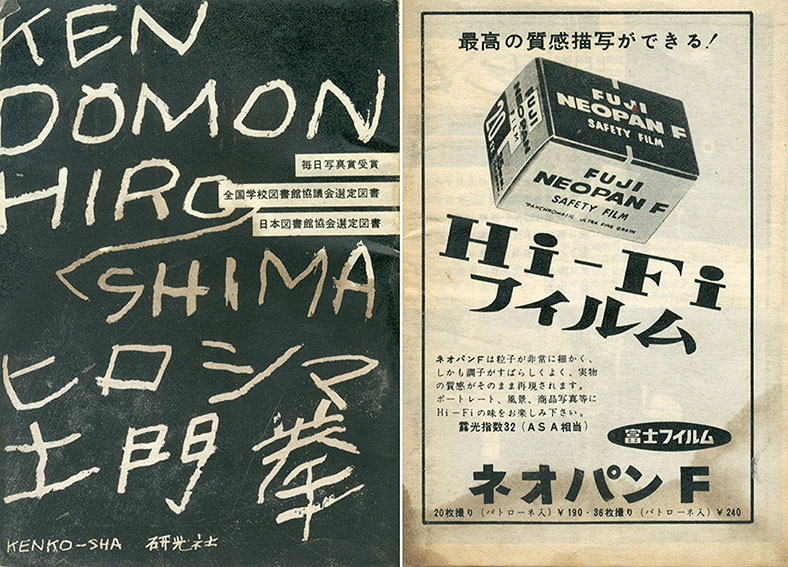 KEN
DOMON
HIRO
SHIMA
毎日写真賞受賞
全国学校図書館協議会選定図書
日本図書館協会選定図書
ヒロシマ
土門拳
KENKO-SHA 研光社
最高の質感描写ができる!
FUJI
NEOPAN F
SAFETY FILM
FUJI
NEOPAN F
SAFETY FILM
PANCHROMATIC ULTRA FINE GRAIN
FUJI
NEOPAN F
FILM
20
Hi-Fi
フイルム
ネオパンFは粒子が非常に細かく、
しかも調子がすばらしくよく、実物
の質感がそのまま再現されます。
ポートレート、風景、商品写真等に
Hi-Fiの味をお楽しみ下さい。
露光指数32(ASA相当)
富士フイルム
ネオパンF
20枚撮り(パトローネ入)¥190・36枚撮り(パトローネ入)¥240